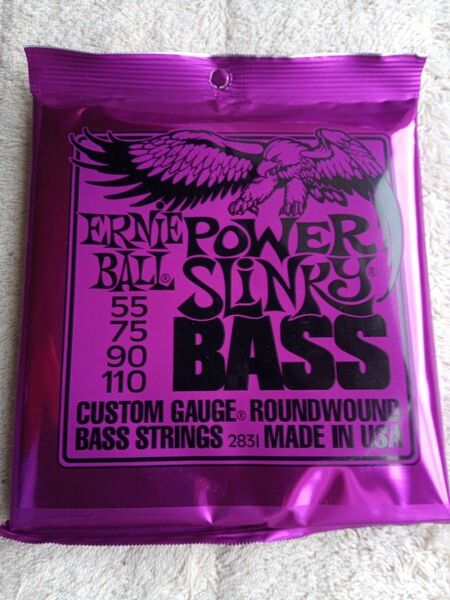 ERNIE BALL®
POWER SLINKY®
BASS
55
75
90
110
CUSTOM GAUGE® ROUNDWOUND
BASS STRINGS 2831 MADE IN USA